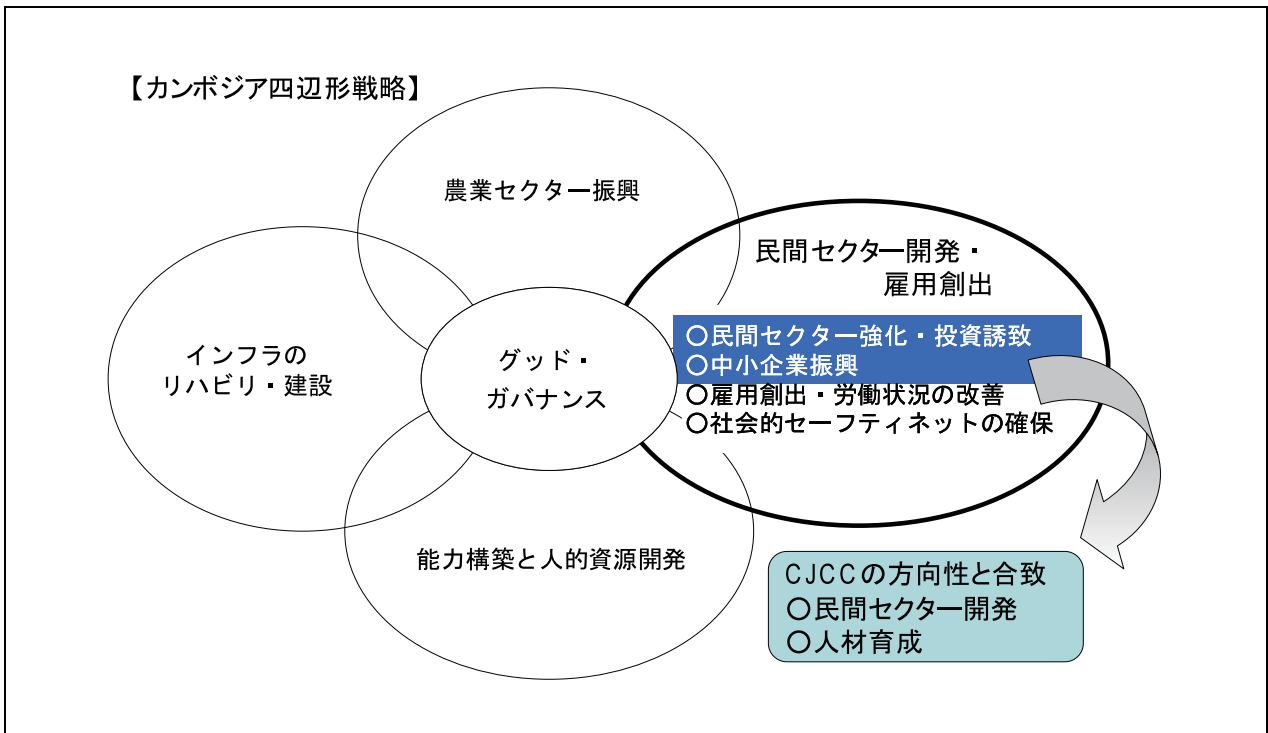 【カンボジア四辺形戦略】
農業セクター振興
民間セクター開発・
雇用創出
○民間セクター強化・投資誘致
○中小企業振興
○雇用創出・労働状況の改善
○社会的セーフティネットの確保
インフラの
リハビリ・建設
グッド・
ガバナンス
能力構築と人的資源開発
CJCCの方向性と合致
○民間セクター開発
○人材育成